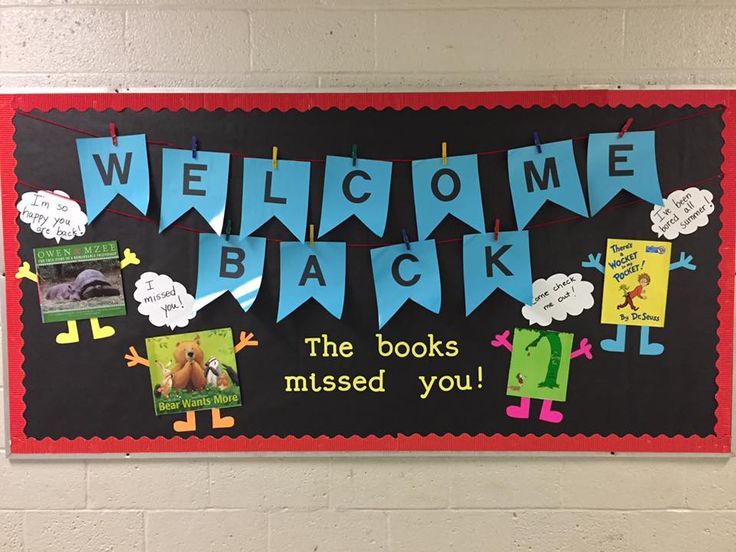 WELCOME
BACK
I'm so
happy you
are back!
OWEN & MZEE
I missed
you!
Bear Wants More
The books
missed you!
Come check
me out!
I've been
bored all
Summer!
There's a
WOCKET
in my
POCKET!
By Dr. Seuss